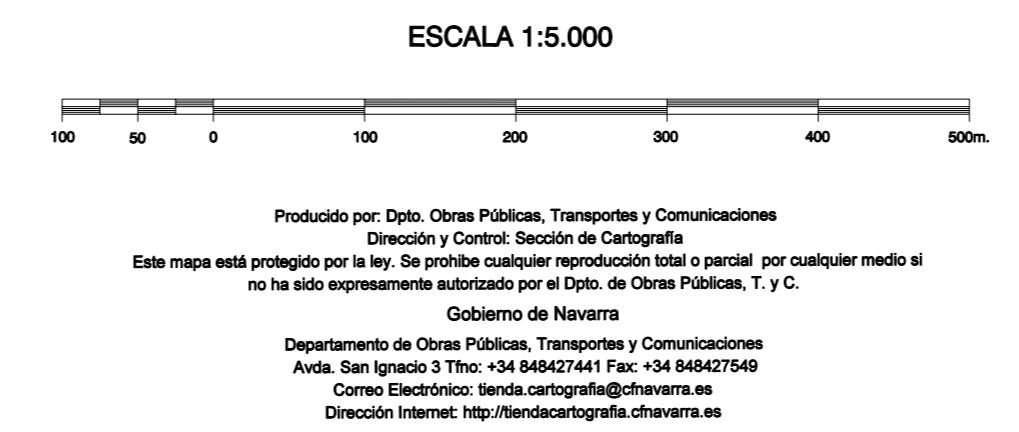 ESCALA 1:5.000
100 50 0 100 200 300 400 500m.
Producido por: Dpto. Obras Públicas, Transportes y Comunicaciones
Dirección y Control: Sección de Cartografía
Este mapa está protegido por la ley. Se prohibe cualquier reproducción total o parcial por cualquier medio si
no ha sido expresamente autorizado por el Dpto. de Obras Públicas, T. y C.
Gobierno de Navarra
Departamento de Obras Públicas, Transportes y Comunicaciones
Avda. San Ignacio 3 Tfno: +34 848427441 Fax: +34 848427549
Correo Electrónico: tienda.cartografia@cfnavarra.es
Dirección Internet: http://tiendacartografia.cfnavarra.es